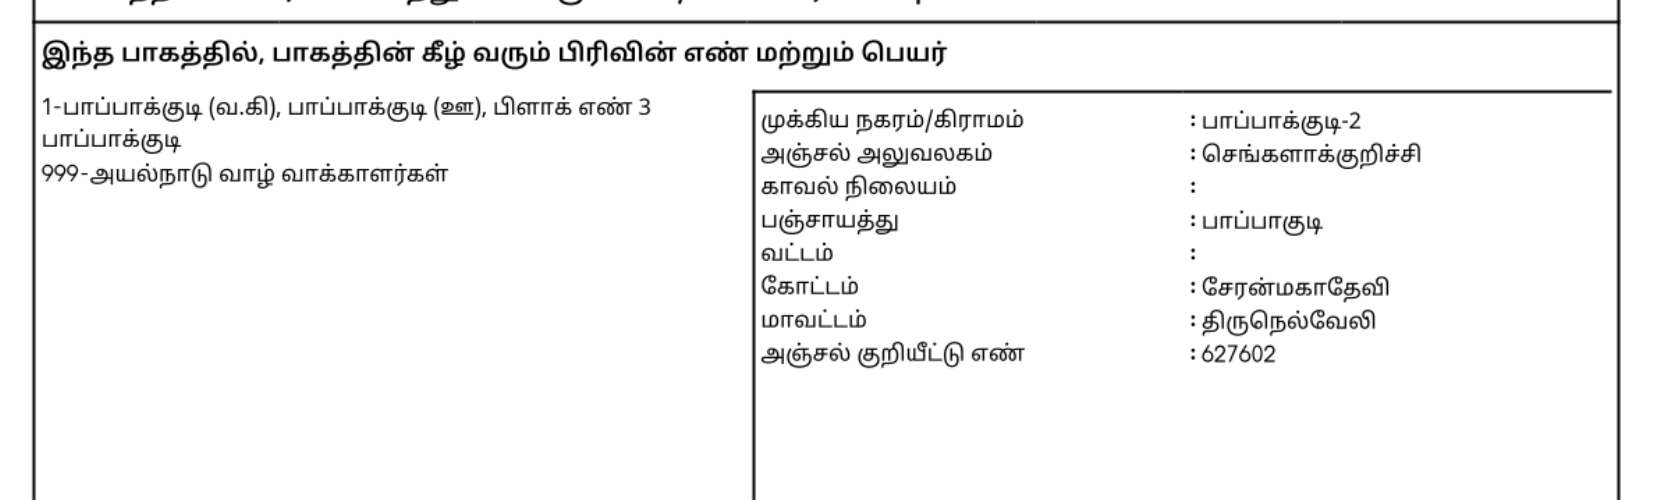 இந்த பாகத்தில், பாகத்தின் கீழ் வரும் பிரிவின் எண் மற்றும் பெயர்
1-பாப்பாக்குடி (வ.கி), பாப்பாக்குடி (ஊ), பிளாக் எண் 3
பாப்பாக்குடி
999-அயல்நாடு வாழ் வாக்காளர்கள்
முக்கிய நகரம்/கிராமம் : பாப்பாக்குடி-2
அஞ்சல் அலுவலகம் : செங்களாக்குறிச்சி
காவல் நிலையம் :
பஞ்சாயத்து : பாப்பாகுடி
வட்டம் :
கோட்டம் : சேரன்மகாதேவி
மாவட்டம் : திருநெல்வேலி
அஞ்சல் குறியீட்டு எண் : 627602